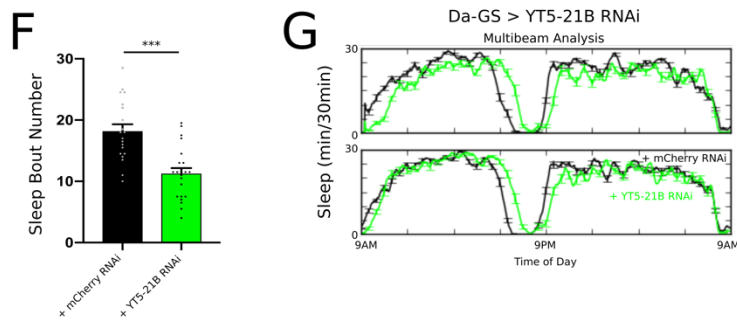 F
***
Sleep Bout Number
30
20
10
0
+ mCherry RNAi
+ YT5-21B RNAi
G
Da-GS > YT5-21B RNAi
Multibeam Analysis
Sleep (min/30min)
30
0
30
+ mCherry RNAi
+ YT5-21B RNAi
0
9AM
9PM
9AM
Time of Day